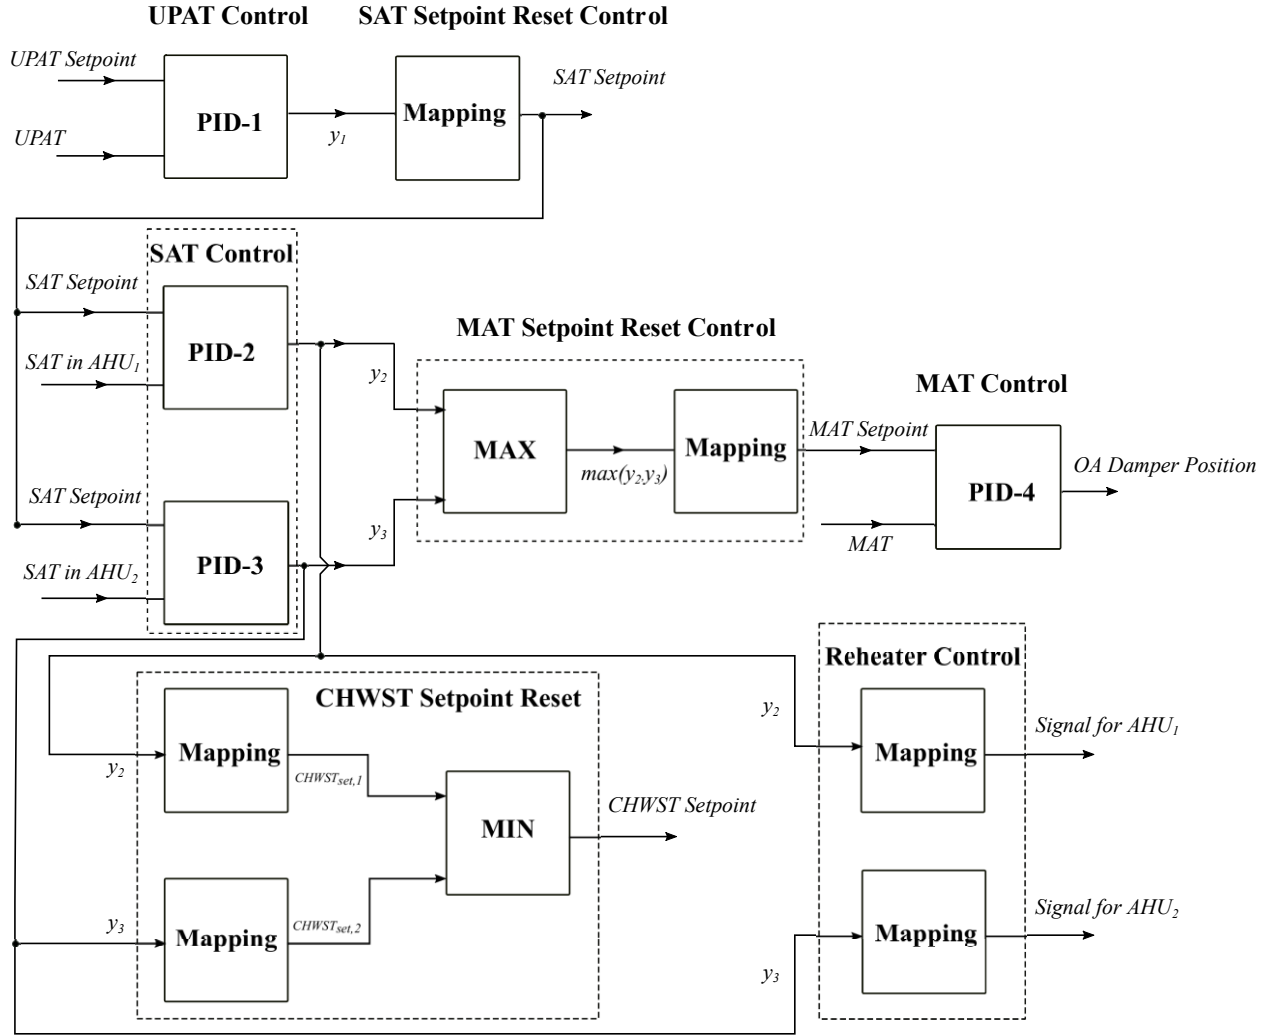 UPAT Control
SAT Setpoint Reset Control
UPAT Setpoint
UPAT
PID-1
y1
Mapping
SAT Setpoint
SAT Control
SAT Setpoint
SAT in AHU1
PID-2
y2
SAT Setpoint
SAT in AHU2
PID-3
y3
MAT Setpoint Reset Control
MAX
max(y2,y3)
Mapping
MAT Control
MAT Setpoint
MAT
PID-4
OA Damper Position
CHWST Setpoint Reset
y2
Mapping
CHWSTset,1
y3
Mapping
CHWSTset,2
MIN
CHWST Setpoint
Reheater Control
y2
Mapping
Signal for AHU1
y3
Mapping
Signal for AHU2